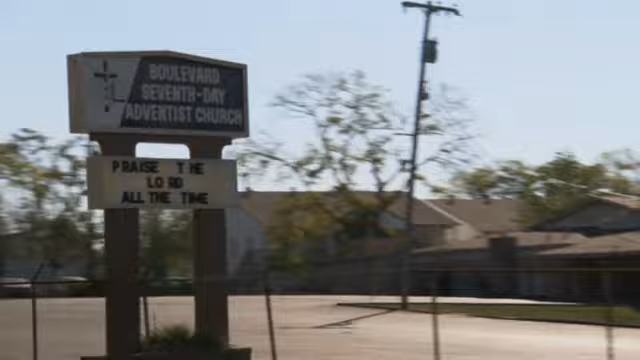 BOULEVARD
SEVENTH-DAY
ADVENTIST CHURCH
PRAISE THE
LORD
ALL THE TIME